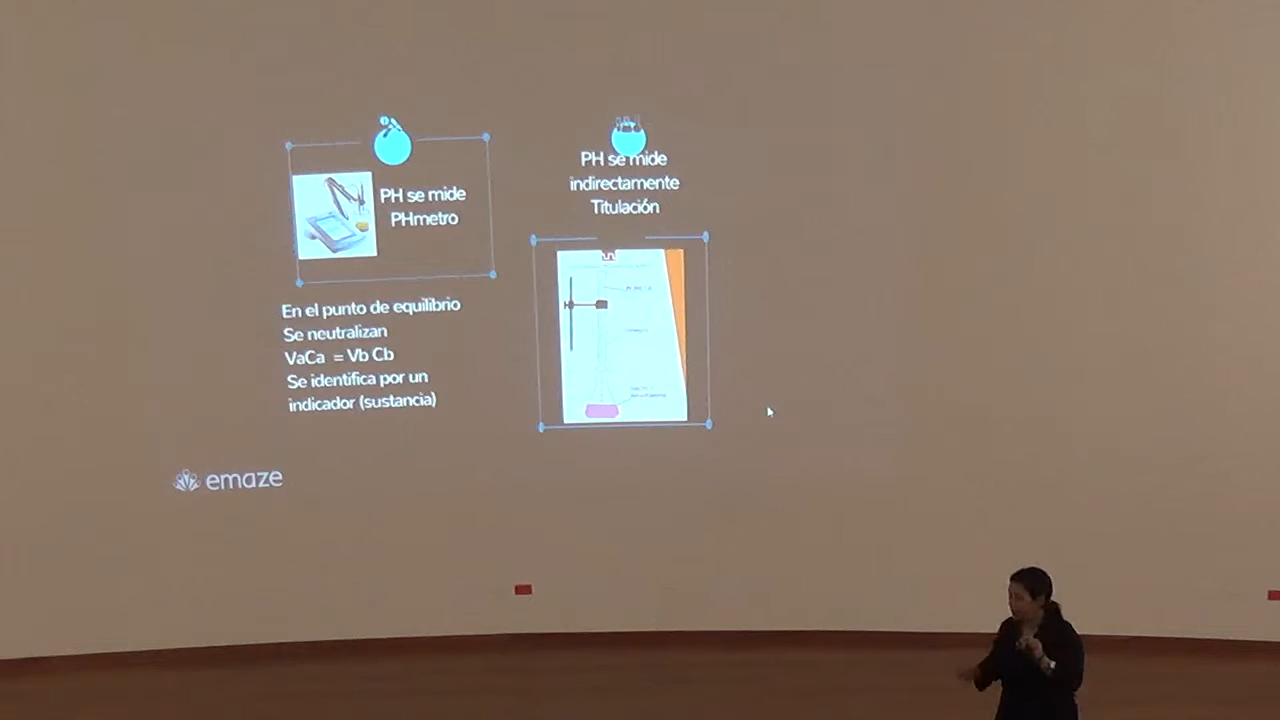 PH se mide
PHmetro
PH se mide
indirectamente
Titulación
En el punto de equilibrio
Se neutralizan
VaCa = Vb Cb
Se identifica por un
indicador (sustancia)
emaze